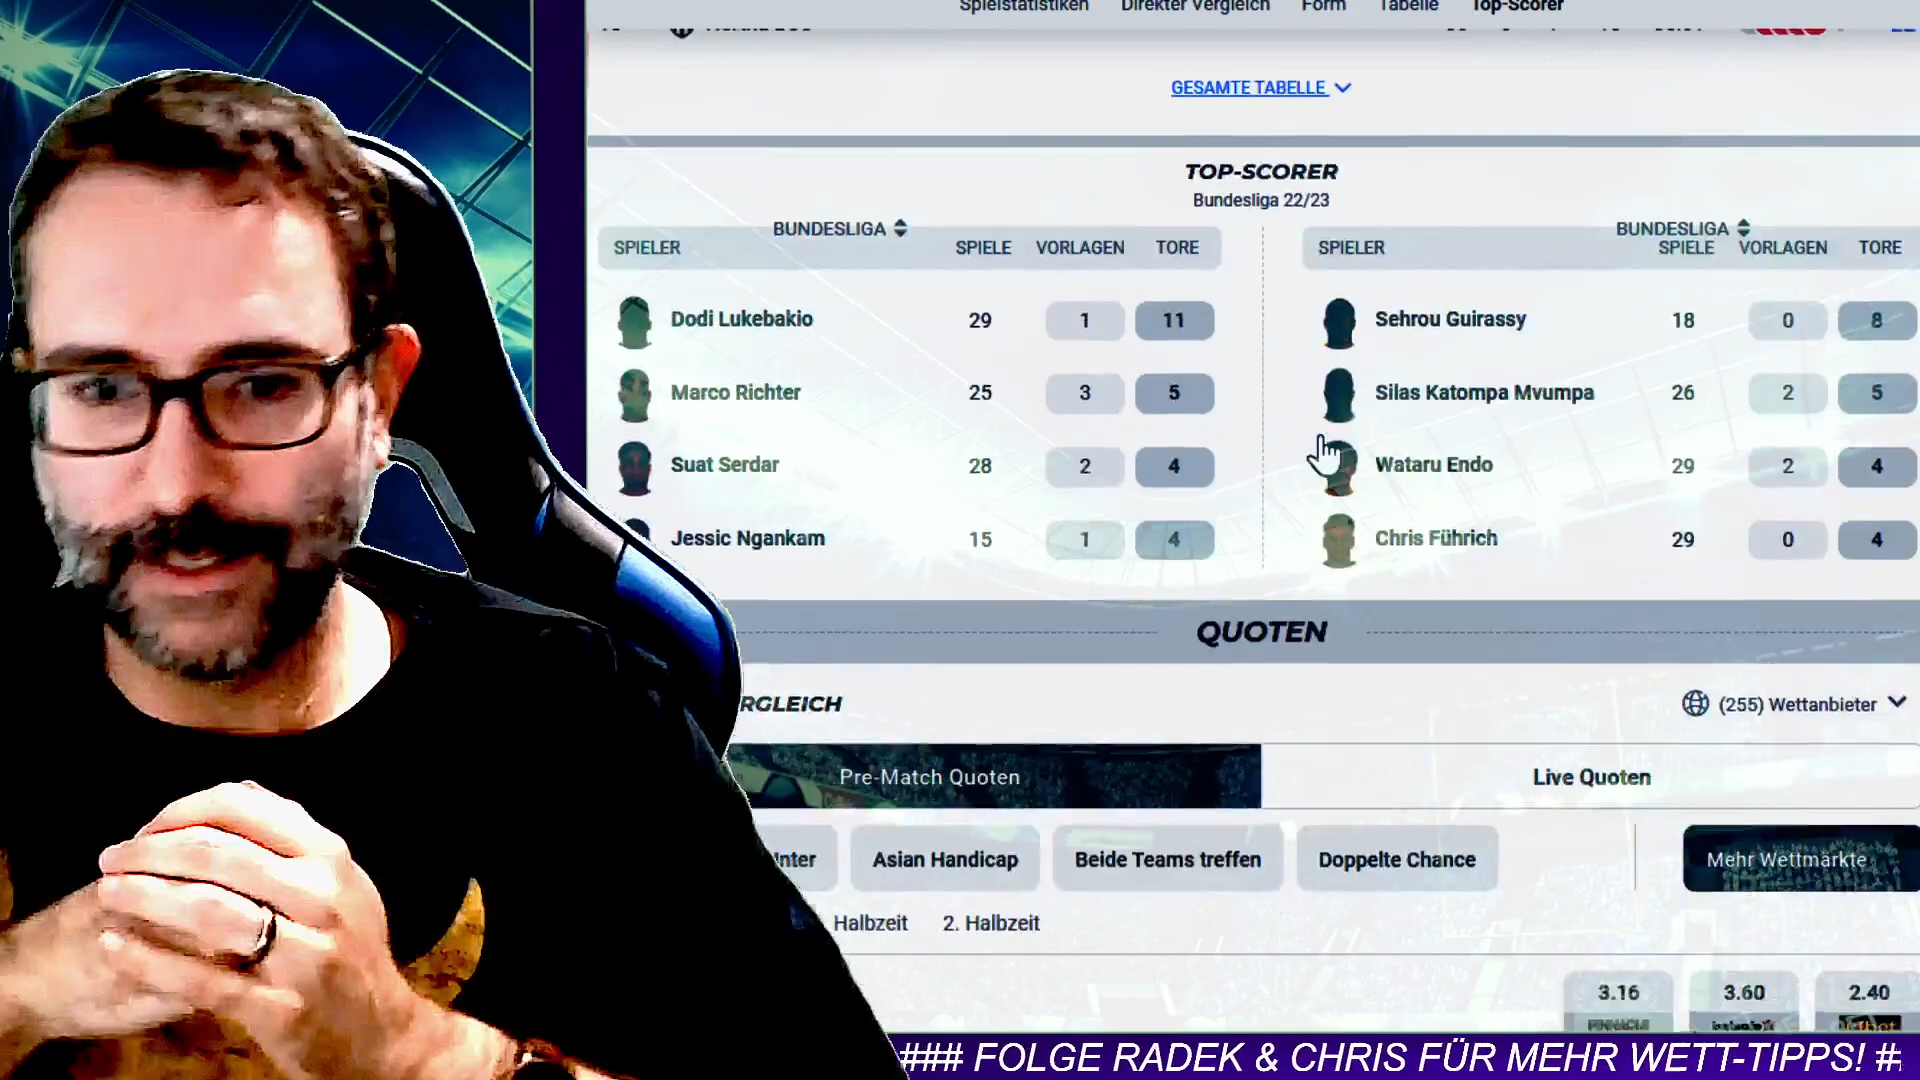 Spielstatistiken Direkter Vergleich Form Tabelle Top-Scorer
GESAMTE TABELLE
TOP-SCORER
Bundesliga 22/23
BUNDESLIGA
SPIELER SPIELE VORLAGEN TORE
Dodi Lukebakio 29 1 11
Marco Richter 25 3 5
Suat Serdar 28 2 4
Jessic Ngankam 15 1 4
BUNDESLIGA
SPIELER SPIELE VORLAGEN TORE
Sehrou Guirassy 18 0 8
Silas Katompa Mvumpa 26 2 5
Wataru Endo 29 2 4
Chris Führich 29 0 4
QUOTEN
RGLEICH
(255) Wettanbieter
Pre-Match Quoten Live Quoten
Asian Handicap Beide Teams treffen Doppelte Chance Mehr Wettmärkte
Halbzeit 2. Halbzeit
3.16 3.60 2.40
PINNACLE
### FOLGE RADEK & CHRIS FÜR MEHR WETT-TIPPS! #